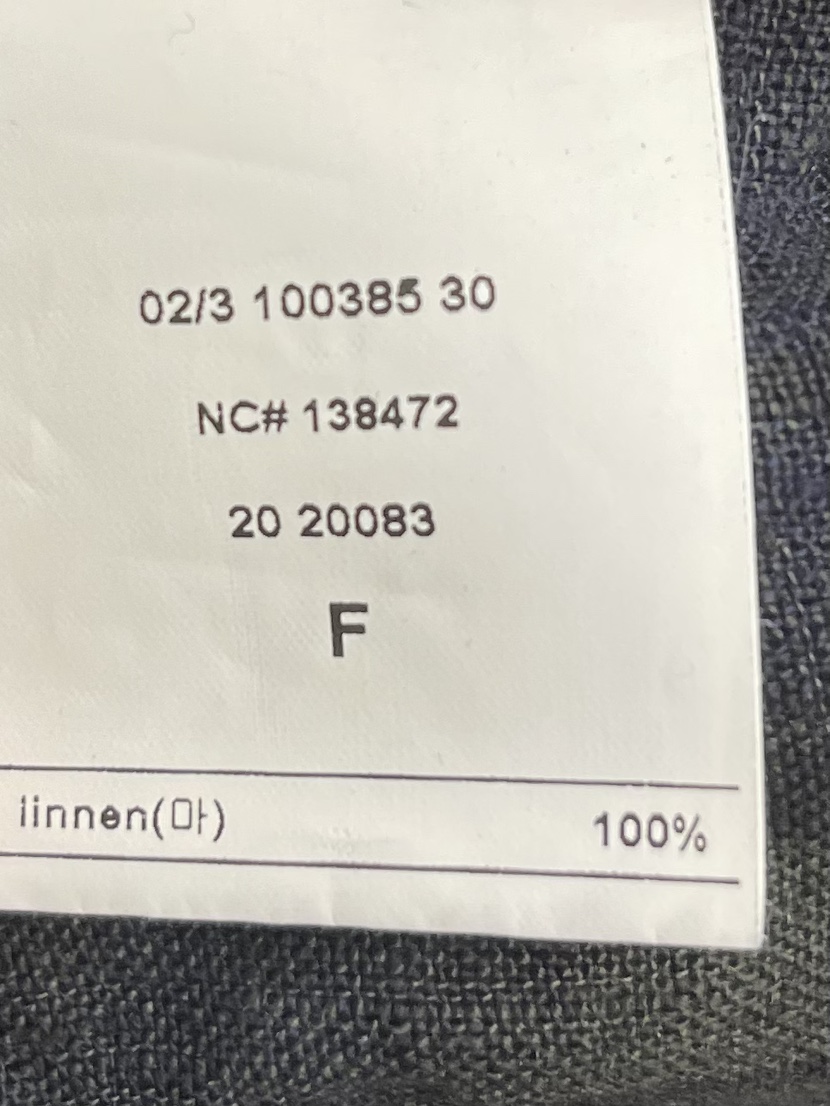 02/3 100385 30
NC# 138472
20 20083
F
linnen(마) 100%